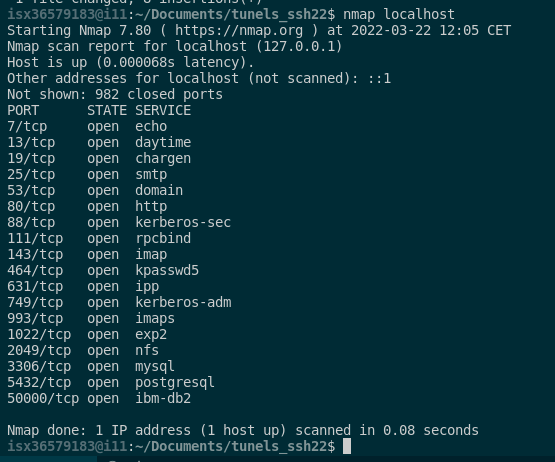 isx36579183@i11:~/Documents/tunels_ssh22$ nmap localhost
Starting Nmap 7.80 ( https://nmap.org ) at 2022-03-22 12:05 CET
Nmap scan report for localhost (127.0.0.1)
Host is up (0.000068s latency).
Other addresses for localhost (not scanned): ::1
Not shown: 982 closed ports
PORT      STATE SERVICE
7/tcp     open  echo
13/tcp    open  daytime
19/tcp    open  chargen
25/tcp    open  smtp
53/tcp    open  domain
80/tcp    open  http
88/tcp    open  kerberos-sec
111/tcp   open  rpcbind
143/tcp   open  imap
464/tcp   open  kpasswd5
631/tcp   open  ipp
749/tcp   open  kerberos-adm
993/tcp   open  imaps
1022/tcp  open  exp2
2049/tcp  open  nfs
3306/tcp  open  mysql
5432/tcp  open  postgresql
50000/tcp open  ibm-db2
Nmap done: 1 IP address (1 host up) scanned in 0.08 seconds
isx36579183@i11:~/Documents/tunels_ssh22$